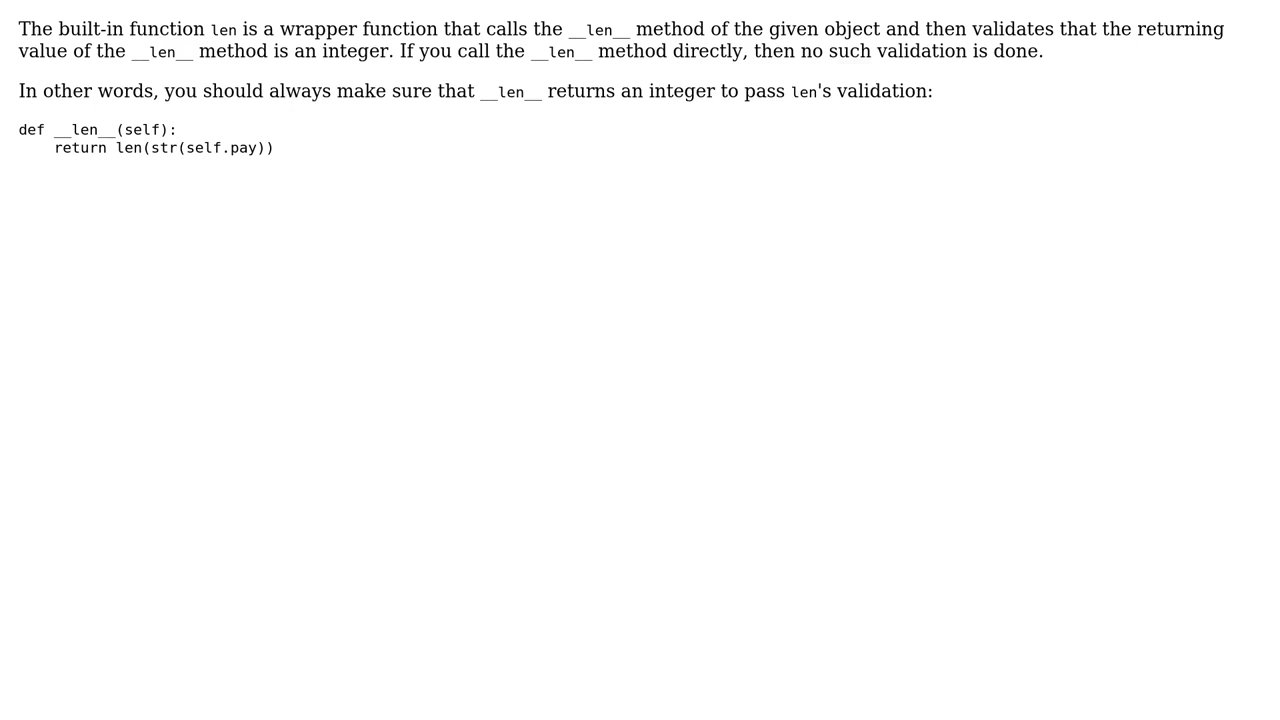 The built-in function len is a wrapper function that calls the __len__ method of the given object and then validates that the returning
value of the __len__ method is an integer. If you call the __len__ method directly, then no such validation is done.
In other words, you should always make sure that __len__ returns an integer to pass len's validation:
def __len__(self):
    return len(str(self.pay))